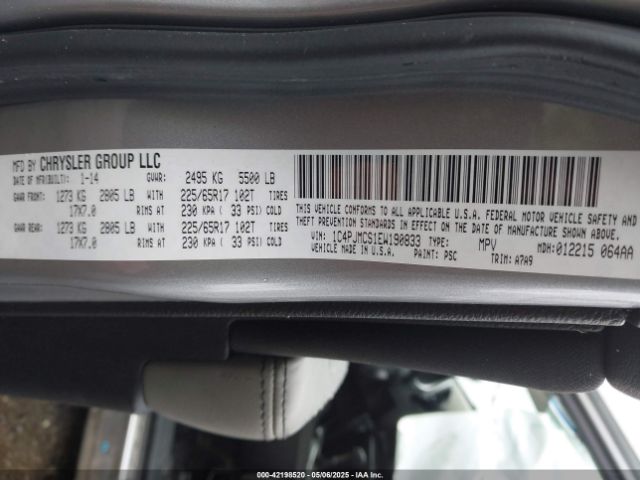 MFD BY CHRYSLER GROUP LLC
DATE OF MFR(BUILT): 1-14 GVWR: 2495 KG 5500 LB
GAWR FRONT: 1273 KG 2805 LB WITH 225/65R17 102T TIRES
17X7.0 RIMS AT 230 KPA ( 33 PSI) COLD
GAWR REAR: 1273 KG 2805 LB WITH 225/65R17 102T TIRES
17X7.0 RIMS AT 230 KPA ( 33 PSI) COLD
THIS VEHICLE CONFORMS TO ALL APPLICABLE U.S.A. FEDERAL MOTOR VEHICLE SAFETY AND
THEFT PREVENTION STANDARDS IN EFFECT ON THE DATE OF MANUFACTURE SHOWN ABOVE.
VIN: 1C4PJMCS1EW190833 TYPE: MPV MDH: 012215 064AA
VEHICLE MADE IN U.S.A. PAINT: PSC TRIM: A7A9
000-42198520 - 05/06/2025 - IAAI.COM